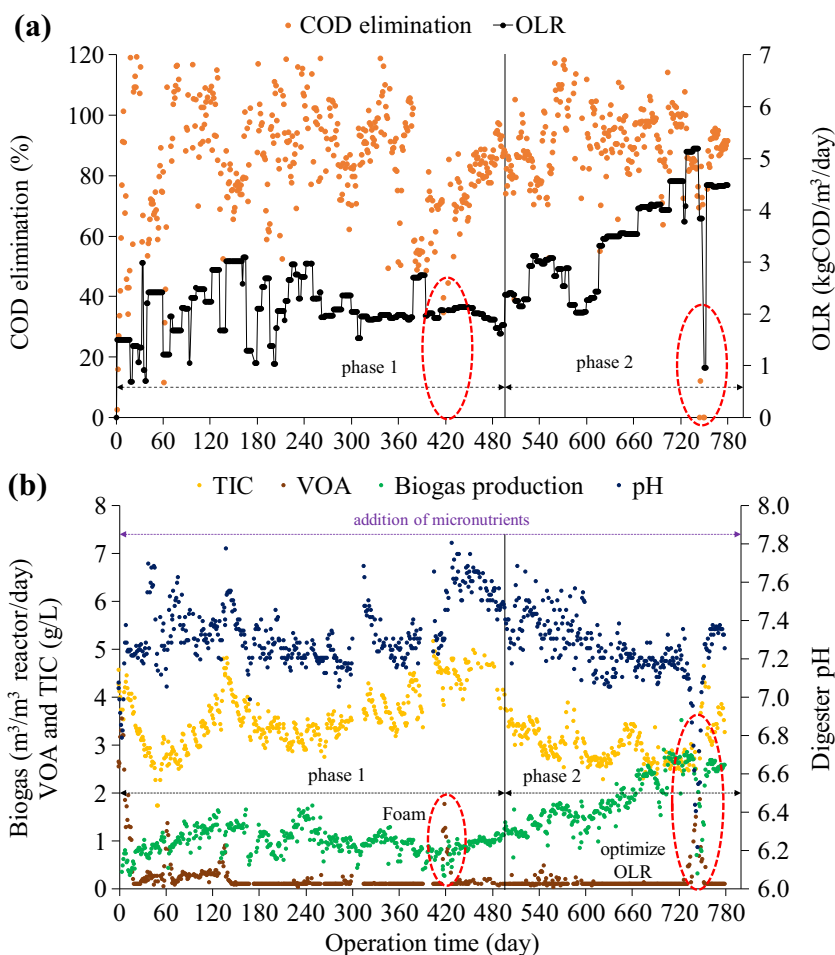 (a)
COD elimination OLR
120
100
80
60
40
20
0
COD elimination (%)
7
6
5
4
3
2
1
0
OLR (kgCOD/m³/day)
phase 1
phase 2
0 60 120 180 240 300 360 420 480 540 600 660 720 780
(b)
TIC VOA Biogas production pH
addition of micronutrients
8
7
6
5
4
3
2
1
0
Biogas (m³/m³ reactor/day)
VOA and TIC (g/L)
8.0
7.8
7.6
7.4
7.2
7.0
6.8
6.6
6.4
6.2
6.0
Digester pH
phase 1
phase 2
Foam
optimize
OLR
0 60 120 180 240 300 360 420 480 540 600 660 720 780
Operation time (day)